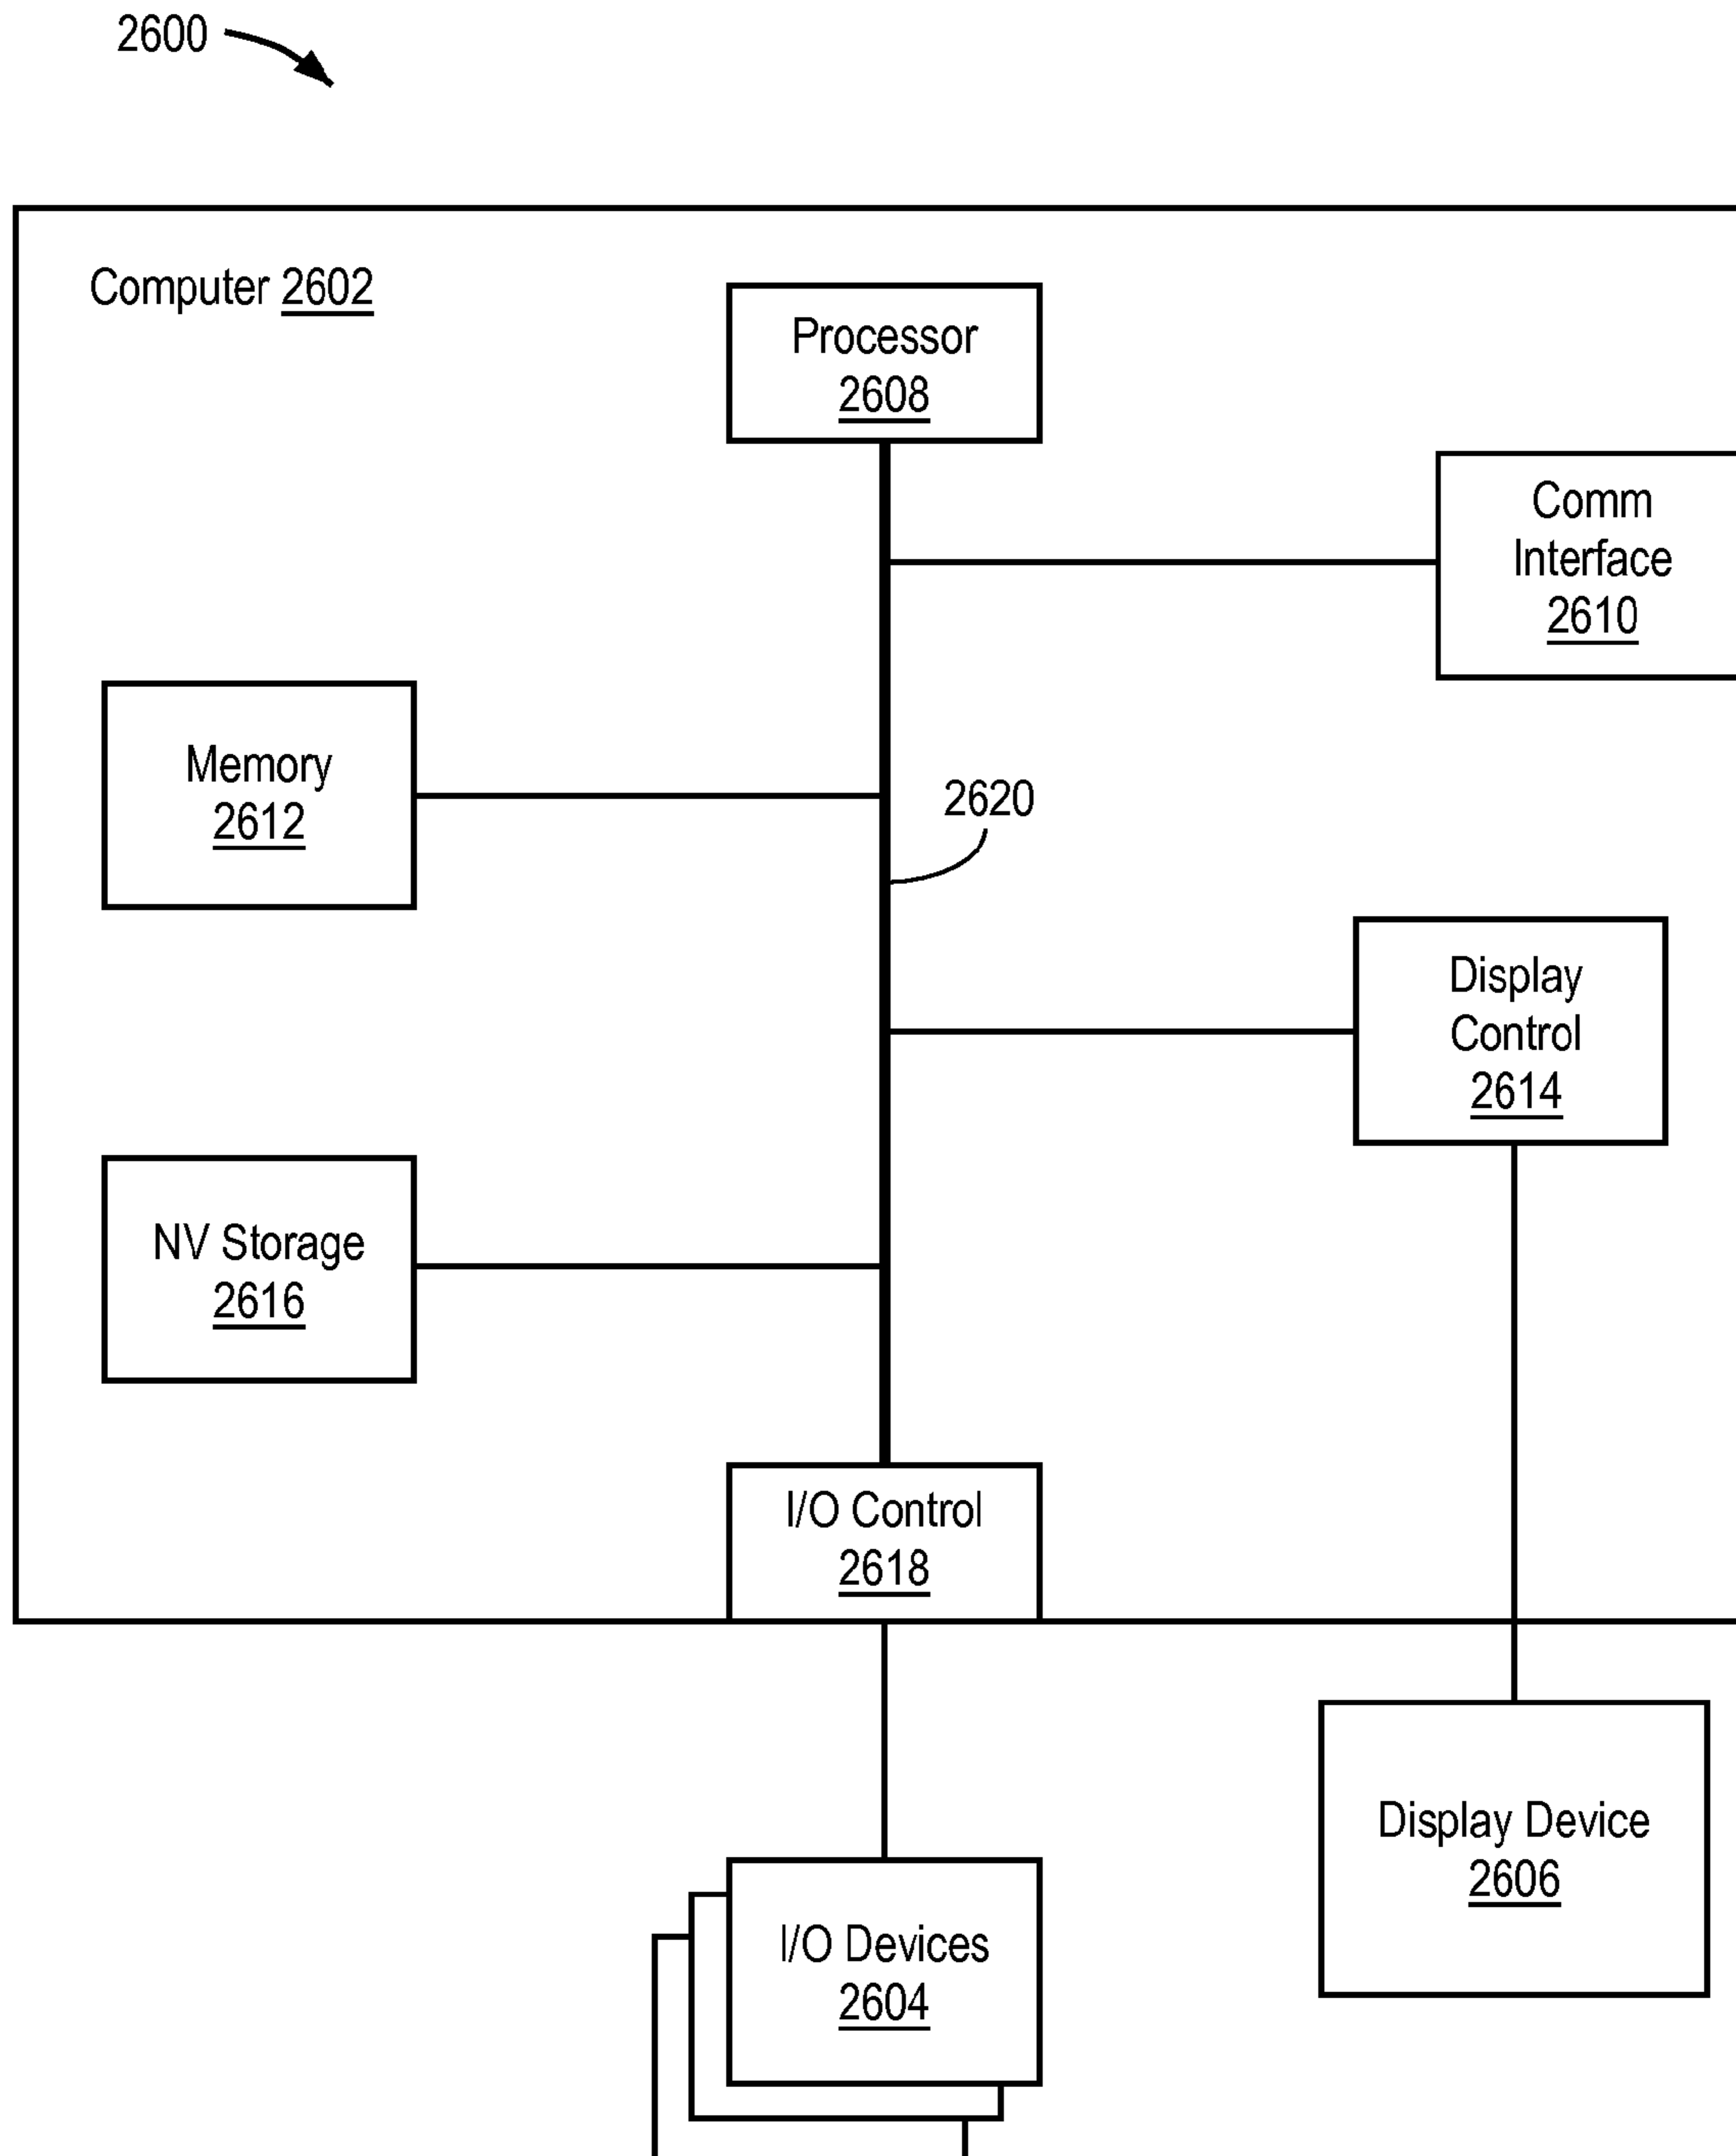 2600
Computer 2602
Processor
2608
Comm
Interface
2610
Memory
2612
2620
Display
Control
2614
NV Storage
2616
I/O Control
2618
Display Device
2606
I/O Devices
2604